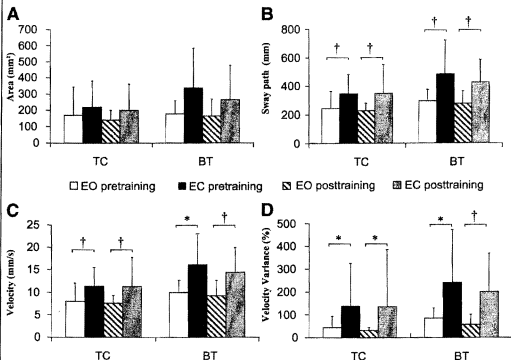 A
Area (mm²)
700
600
500
400
300
200
100
0
TC
BT
B
Sway path (mm)
800
600
400
200
0
† † † †
TC
BT
EO pretraining EC pretraining EO posttraining EC posttraining
C
Velocity (mm/s)
25
20
15
10
5
0
† † * †
TC
BT
D
Velocity Variance (%)
500
400
300
200
100
0
* * * †
TC
BT